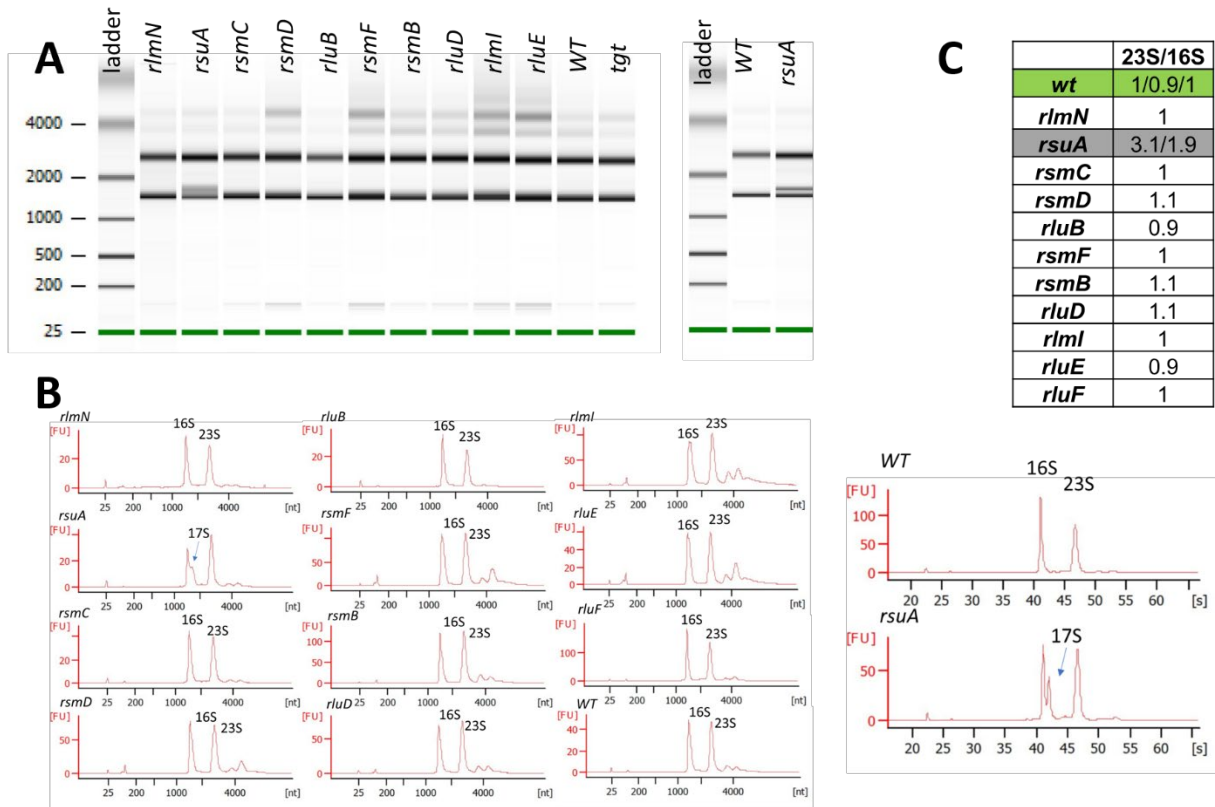 A
ladder
rlmN
rsuA
rsmC
rsmD
rluB
rsmF
rsmB
rluD
rlmI
rluE
WT
tgt
4000
2000
1000
500
200
25
ladder
WT
rsuA
C
23S/16S
wt 1/0.9/1
rlmN 1
rsuA 3.1/1.9
rsmC 1
rsmD 1.1
rluB 0.9
rsmF 1
rsmB 1.1
rluD 1.1
rlmI 1
rluE 0.9
rluF 1
B
rlmN
[FU]
16S
23S
20
0
25 200 1000 4000 [nt]
rsuA
[FU]
17S
20
0
25 200 1000 4000 [nt]
rsmC
[FU]
16S
23S
20
0
25 200 1000 4000 [nt]
rsmD
[FU]
16S
23S
50
0
25 200 1000 4000 [nt]
rluB
[FU]
16S
23S
20
0
25 200 1000 4000 [nt]
rsmF
[FU]
16S
23S
50
0
25 200 1000 4000 [nt]
rsmB
[FU]
16S
23S
100
50
0
25 200 1000 4000 [nt]
rluD
[FU]
16S
23S
50
0
25 200 1000 4000 [nt]
rlmI
[FU]
16S
23S
100
50
0
25 200 1000 4000 [nt]
rluE
[FU]
16S
23S
60
40
20
0
25 200 1000 4000 [nt]
rluF
[FU]
16S
23S
100
0
25 200 1000 4000 [nt]
WT
[FU]
16S
23S
40
20
0
25 200 1000 4000 [nt]
WT
[FU]
16S
23S
100
50
0
20 25 30 35 40 45 50 55 60 [s]
rsuA
[FU]
17S
50
0
20 25 30 35 40 45 50 55 60 [s]